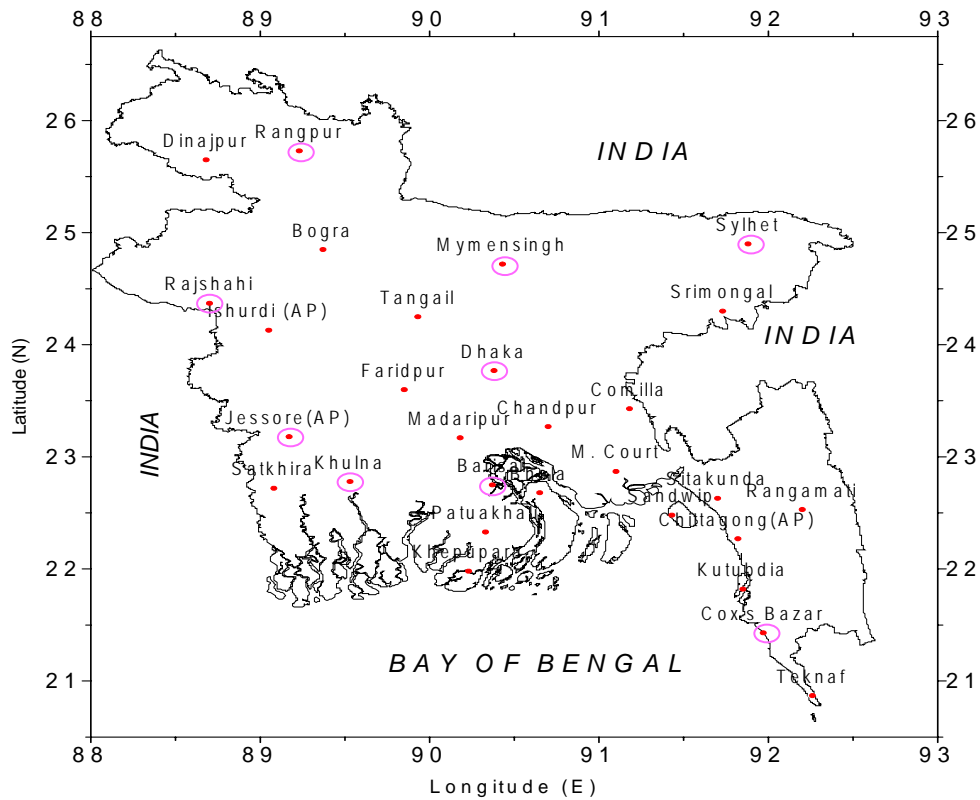 88 89 90 91 92 93
26 26
Rangpur
Dinajpur
INDIA
25 25
Sylhet
Bogra
Mymensingh
Rajshahi
Srimongal
Tangail
Ishurdi (AP)
INDIA
24 24
Dhaka
Faridpur
Comilla
Chandpur
Jessore (AP)
Madaripur
INDIA
23 23
M. Court
Khulna
Satkhira
Barisal
Bhola
Sitakunda
Rangamati
Sandwip
Patuakhali
Chittagong (AP)
Khepupara
22 22
Kutubdia
Cox's Bazar
BAY OF BENGAL
21 21
Teknaf
88 89 90 91 92 93
Latitude (N)
Longitude (E)